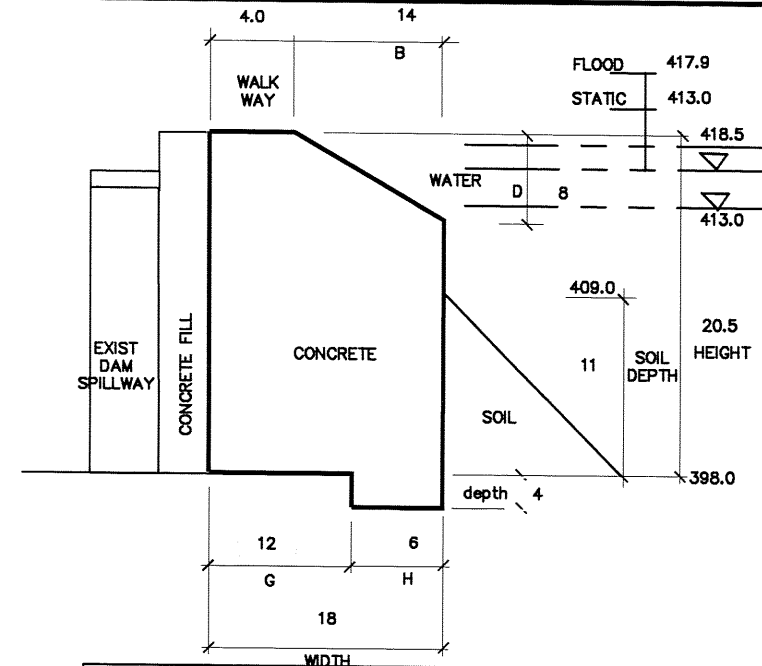 4.0 14
B
WALK
WAY
FLOOD 417.9
STATIC 413.0
418.5
WATER
D 8
413.0
409.0
20.5
HEIGHT
EXIST
DAM
SPILLWAY
CONCRETE FILL
CONCRETE
11
SOIL
DEPTH
SOIL
398.0
depth 4
12 6
G H
18
WIDTH